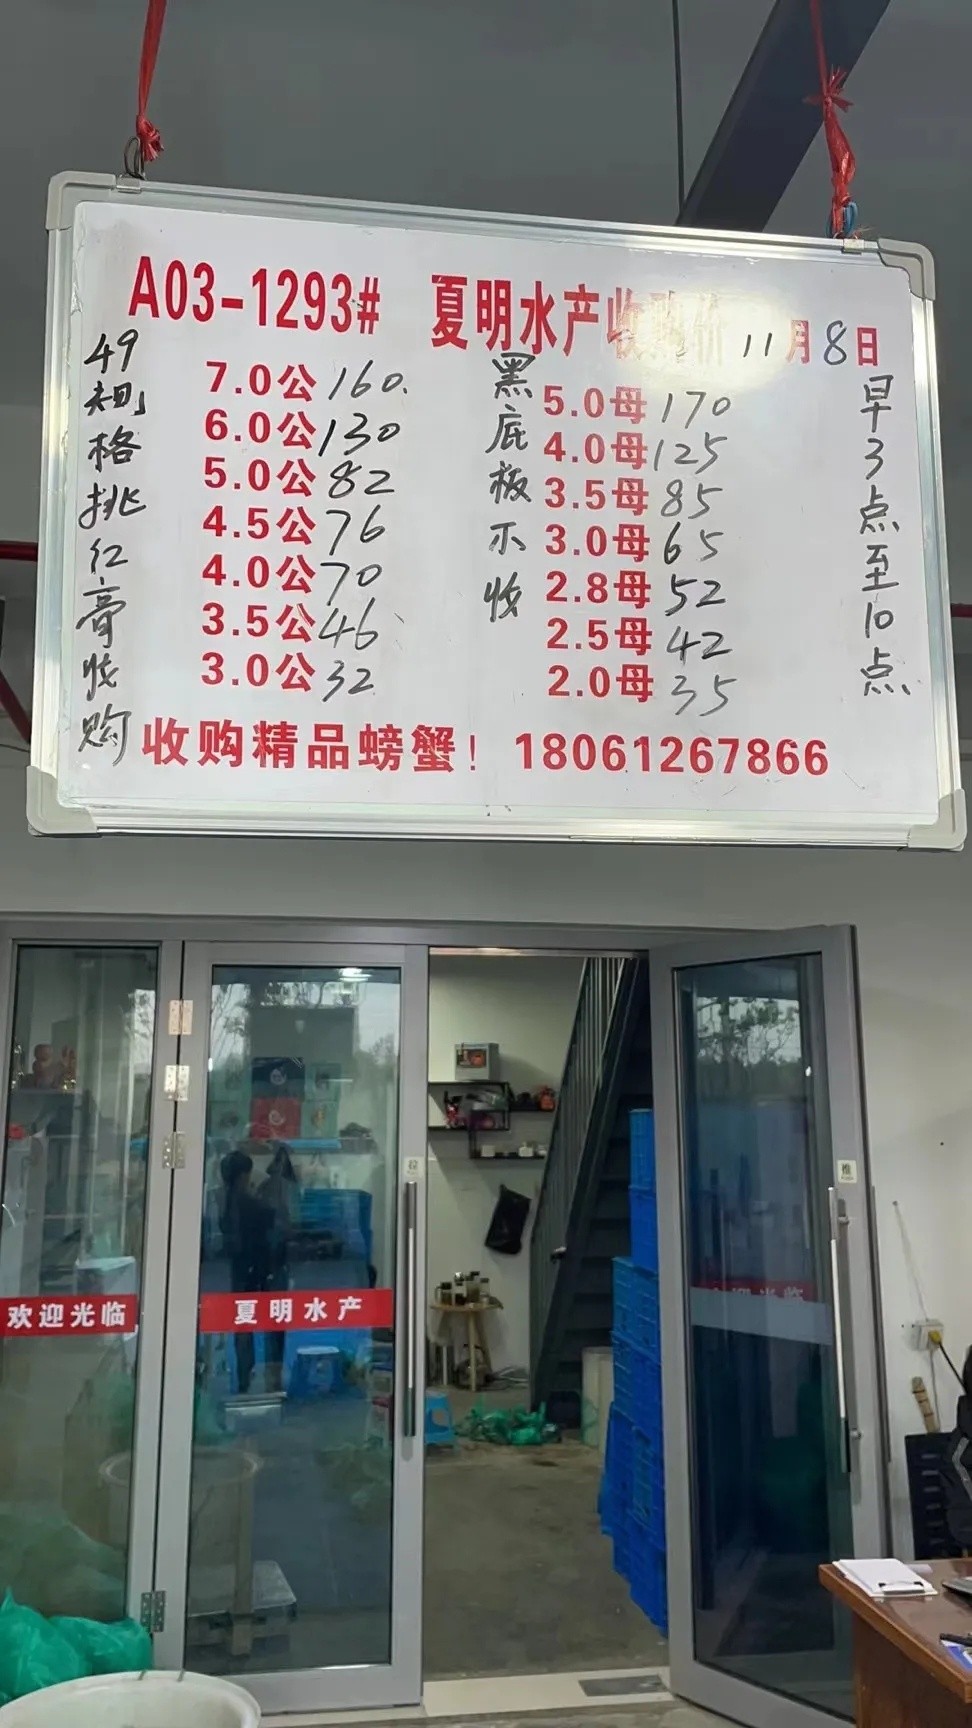 A03-1293# 夏明水产收购价 11月8日
49规格挑红膏收购
7.0公 160.
6.0公 130
5.0公 82
4.5公 76
4.0公 70
3.5公 46
3.0公 32
黑底板不收
5.0母 170
4.0母 125
3.5母 85
3.0母 65
2.8母 52
2.5母 42
2.0母 35
早3点至10点
收购精品螃蟹! 18061267866
欢迎光临
夏明水产
推